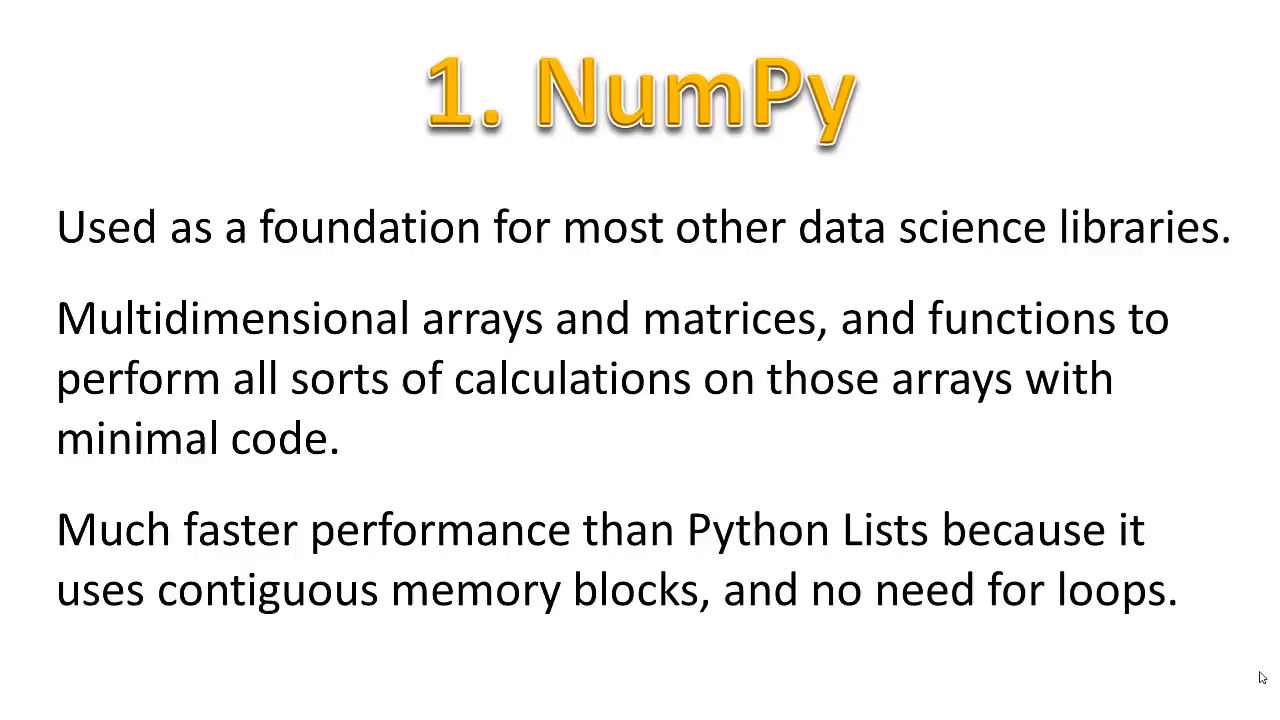 1. NumPy
Used as a foundation for most other data science libraries.
Multidimensional arrays and matrices, and functions to
perform all sorts of calculations on those arrays with
minimal code.
Much faster performance than Python Lists because it
uses contiguous memory blocks, and no need for loops.